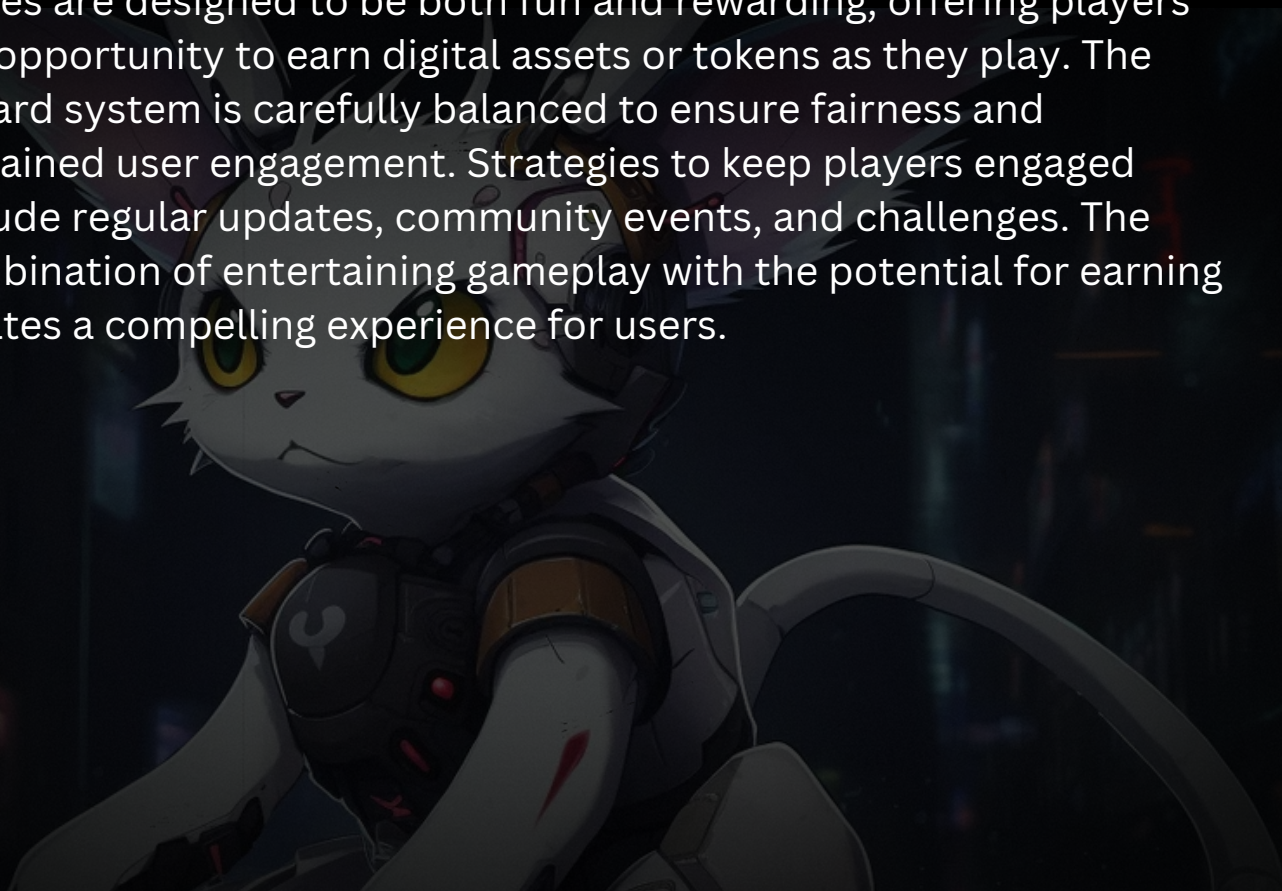 es are designed to be both fun and rewarding, offering players
opportunity to earn digital assets or tokens as they play. The
ard system is carefully balanced to ensure fairness and
ained user engagement. Strategies to keep players engaged
ude regular updates, community events, and challenges. The
bination of entertaining gameplay with the potential for earning
tes a compelling experience for users.